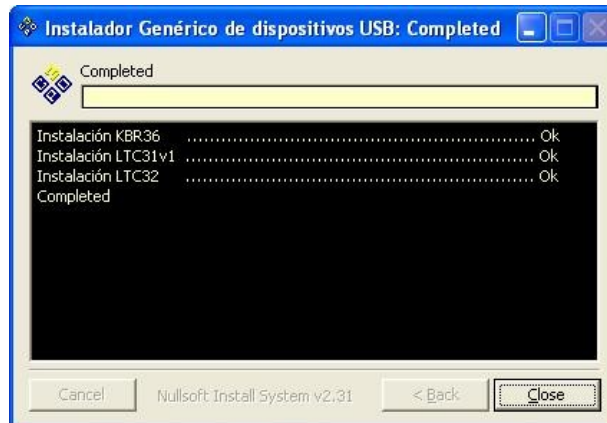 Instalador Genérico de dispositivos USB: Completed
Completed
Instalación KBR36 ........................................................... Ok
Instalación LTC31v1 ........................................................... Ok
Instalación LTC32 ........................................................... Ok
Completed
Cancel Nullsoft Install System v2.31 < Back Close